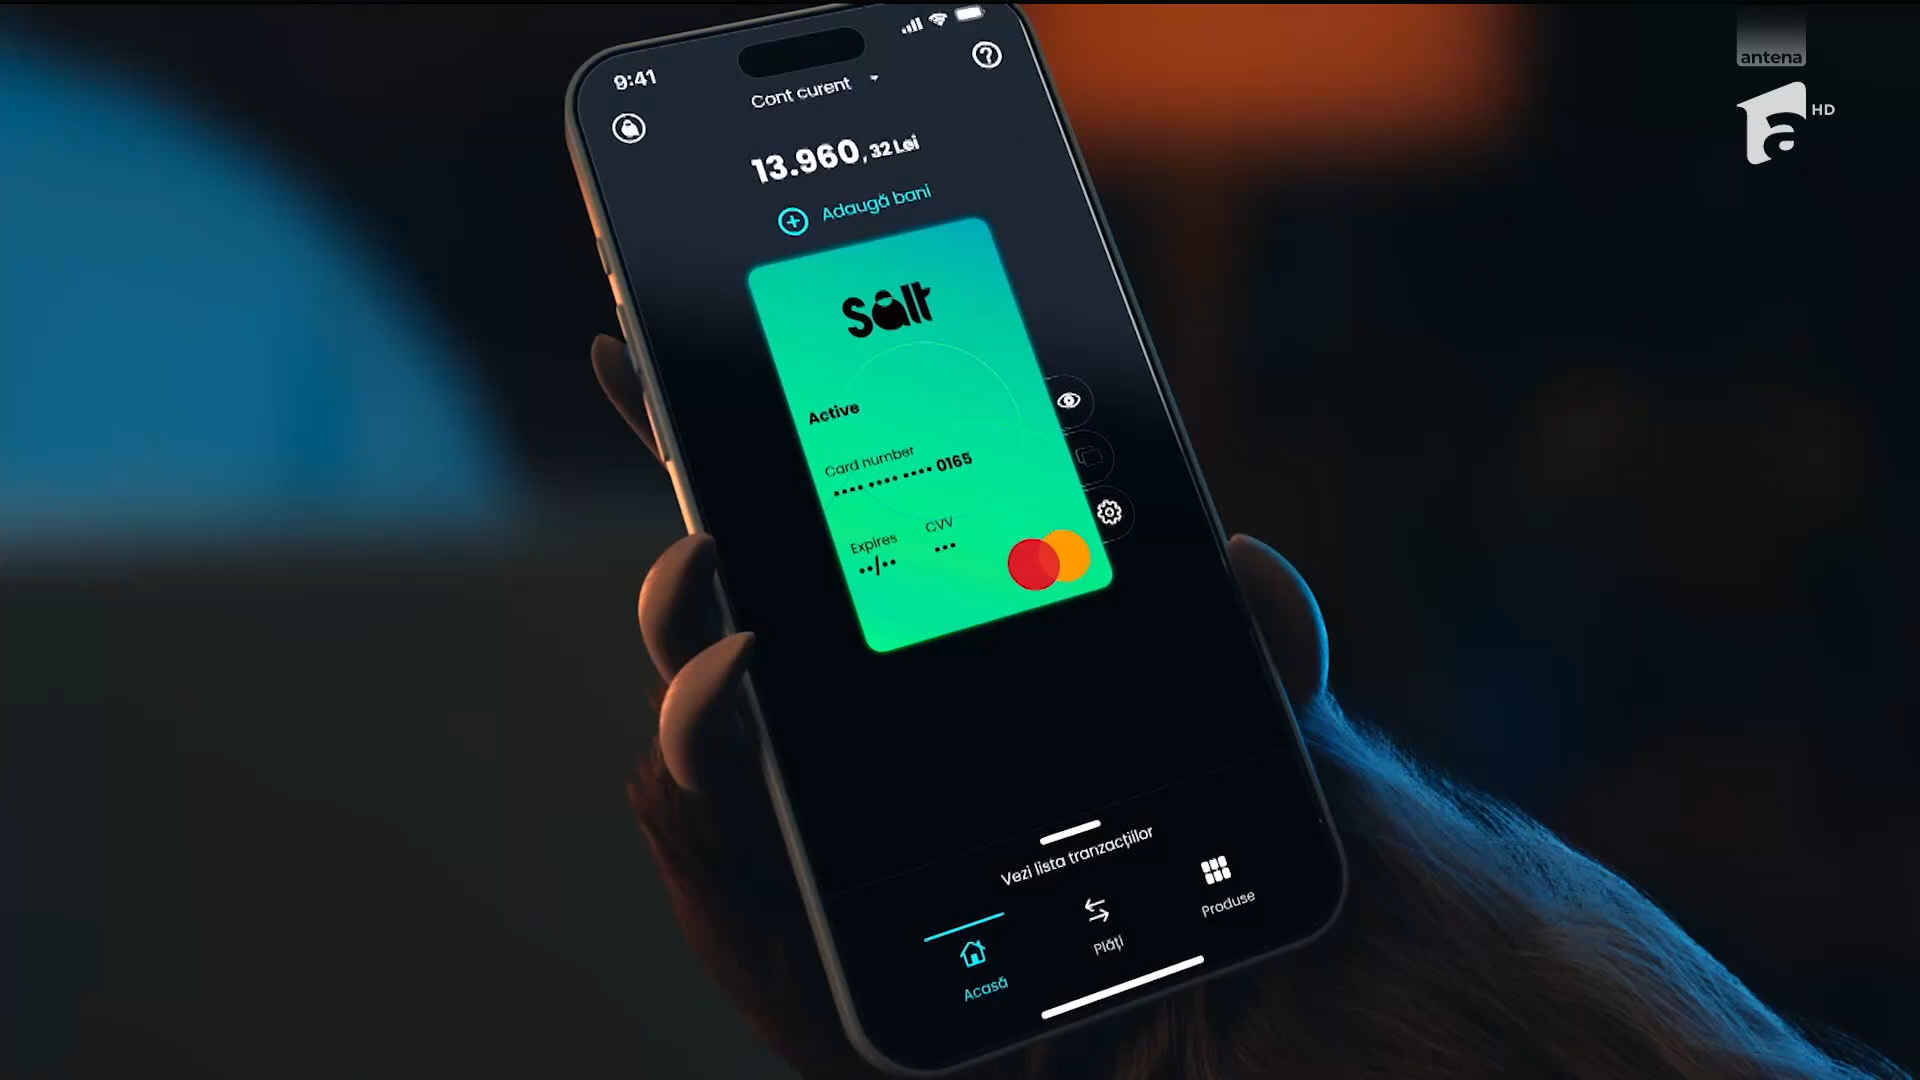 antena
a HD
9:41
Cont curent
13.960,32 Lei
Adaugă bani
Salt
Active
Card number
•••• •••• •••• 0165
Expires CVV
••/•• •••
Vezi lista tranzacțiilor
Acasă Plăți Produse